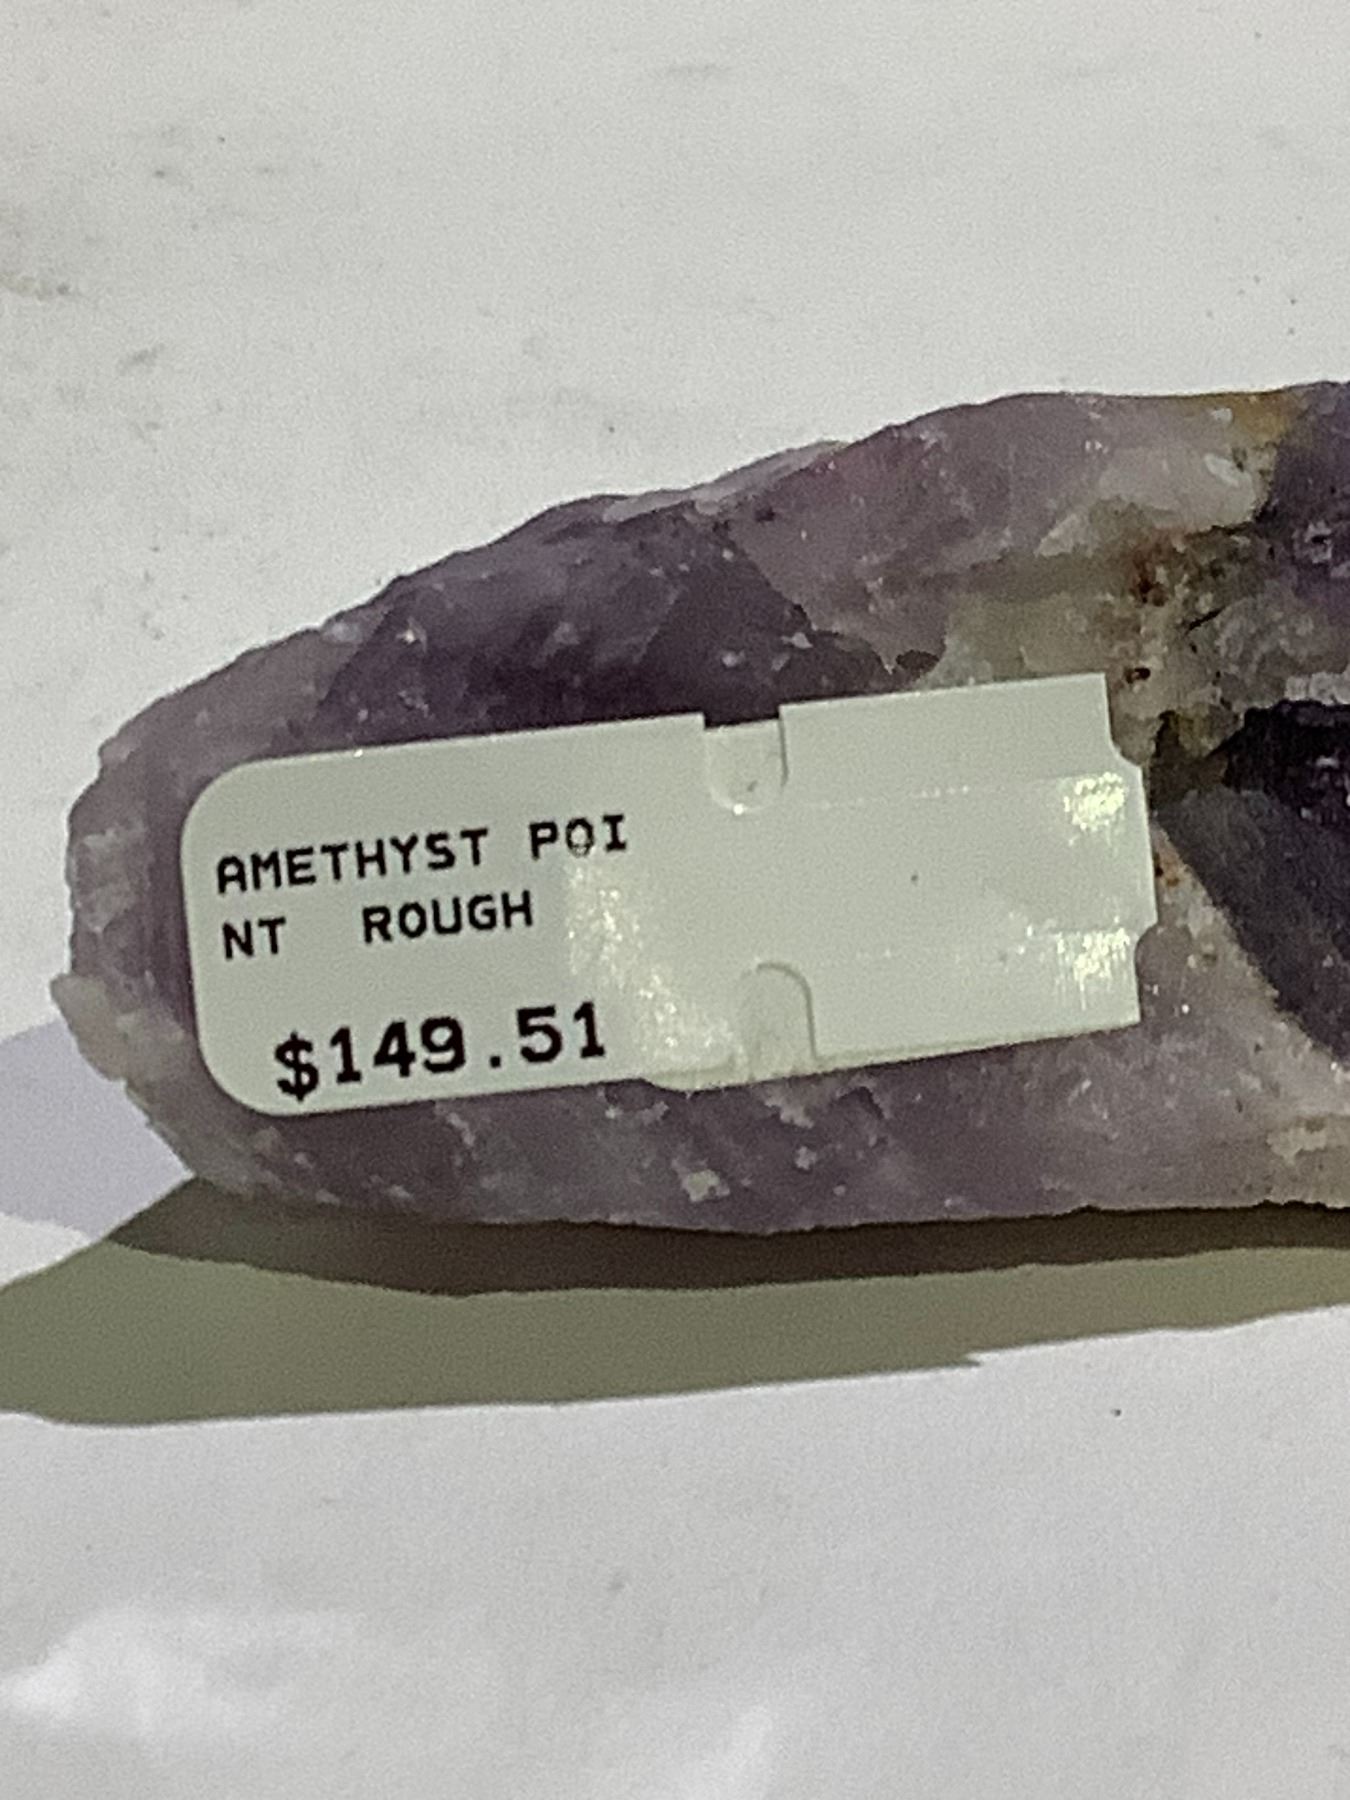 AMETHYST POI
NT ROUGH
$149.51